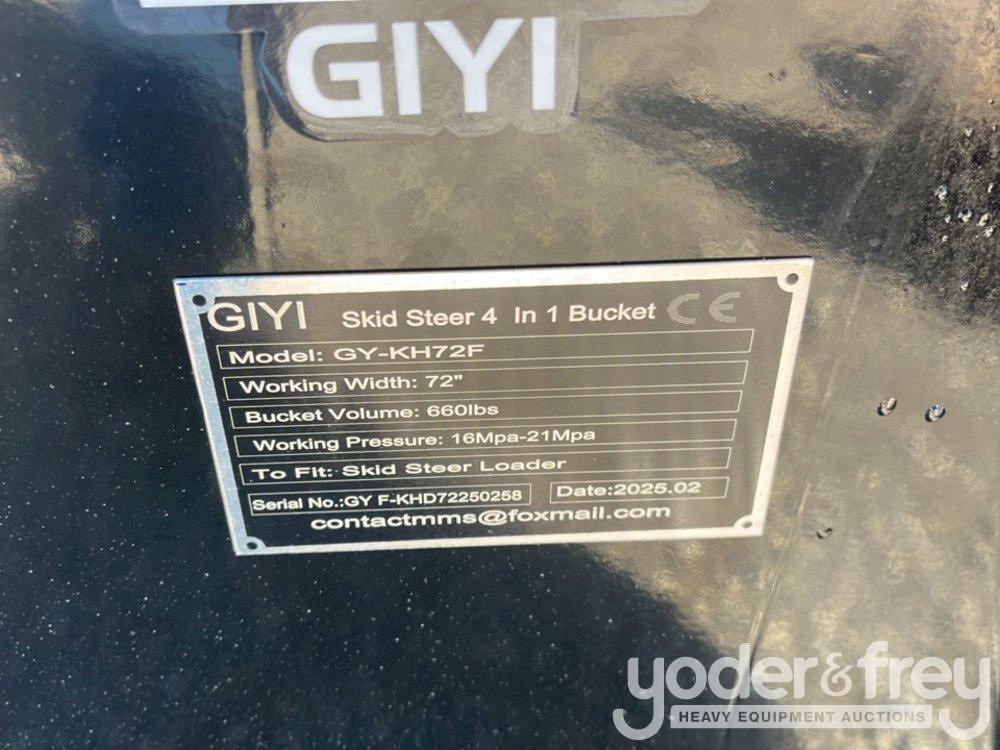 GIYI
GIYI Skid Steer 4 In 1 Bucket CE
Model: GY-KH72F
Working Width: 72"
Bucket Volume: 660lbs
Working Pressure: 16Mpa-21Mpa
To Fit: Skid Steer Loader
Serial No.:GY F-KHD72250258 Date:2025.02
contactmms@foxmail.com
yoder&frey
HEAVY EQUIPMENT AUCTIONS